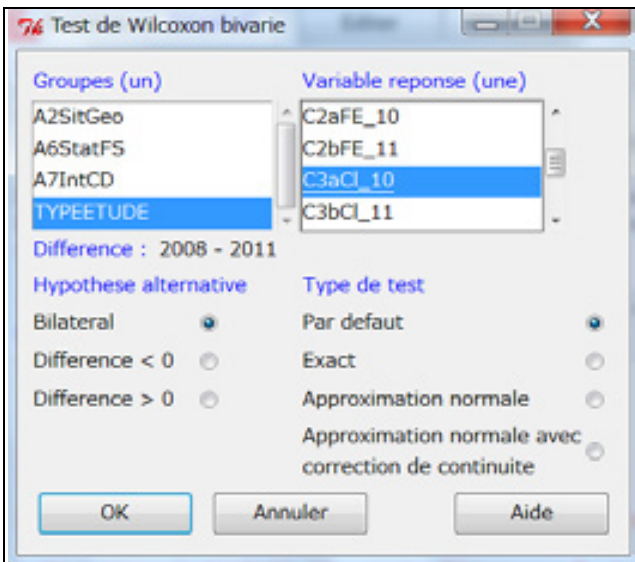 Test de Wilcoxon bivarie
Groupes (un)
A2SitGeo
A6StatFS
A7IntCD
TYPEETUDE
Variable reponse (une)
C2aFE_10
C2bFE_11
C3aCl_10
C3bCl_11
Difference : 2008 - 2011
Hypothese alternative
Bilateral
Difference < 0
Difference > 0
Type de test
Par defaut
Exact
Approximation normale
Approximation normale avec
correction de continuite
OK
Annuler
Aide